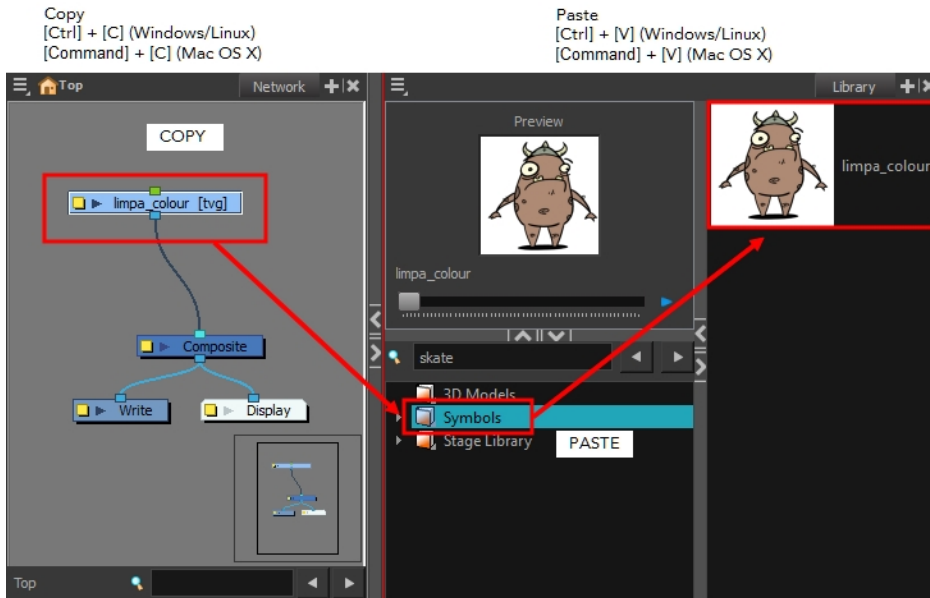 Copy
[Ctrl] + [C] (Windows/Linux)
[Command] + [C] (Mac OS X)
Paste
[Ctrl] + [V] (Windows/Linux)
[Command] + [V] (Mac OS X)
Top
Network
Library
COPY
Preview
limpa_colour [tvg]
limpa_colour
limpa_colour
Composite
skate
Write
Display
3D Models
Symbols
Stage Library
PASTE
Top